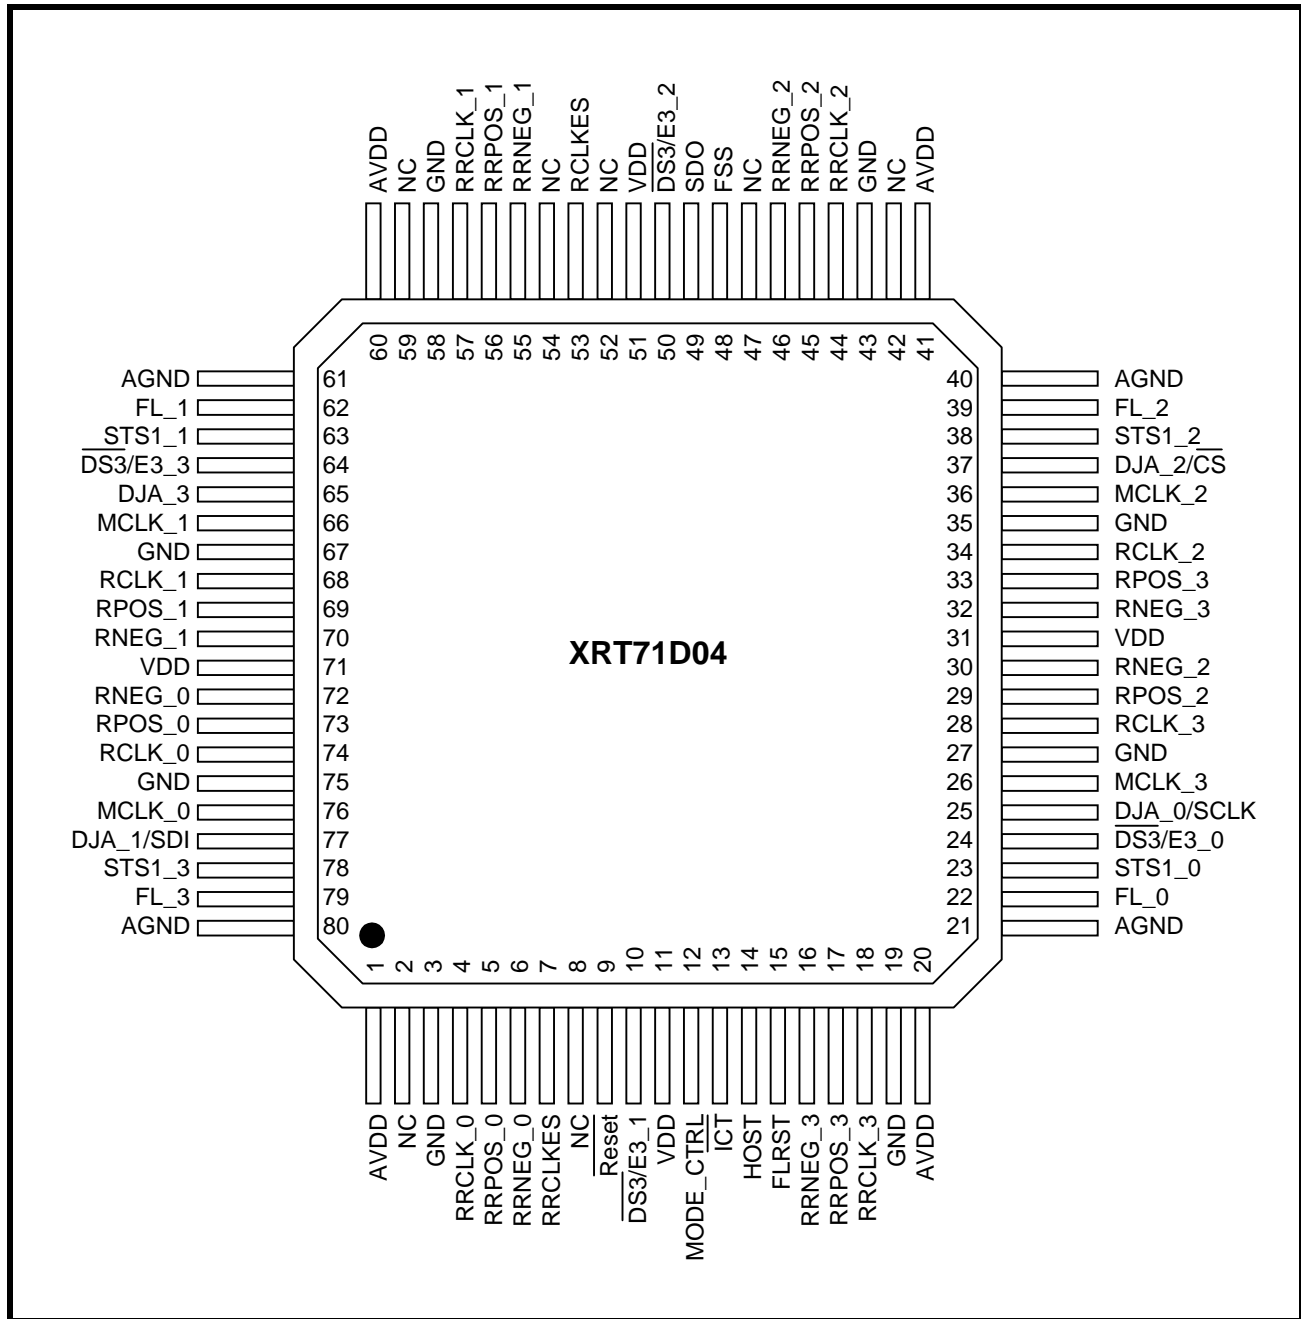 AVDD
NC
GND
RRCLK_1
RRPOS_1
RRNEG_1
NC
RCLKES
NC
VDD
DS3/E3_2
SDO
FSS
NC
RRNEG_2
RRPOS_2
RRCLK_2
GND
NC
AVDD
60
59
58
57
56
55
54
53
52
51
50
49
48
47
46
45
44
43
42
41
AGND 61
FL_1 62
STS1_1 63
DS3/E3_3 64
DJA_3 65
MCLK_1 66
GND 67
RCLK_1 68
RPOS_1 69
RNEG_1 70
VDD 71
RNEG_0 72
RPOS_0 73
RCLK_0 74
GND 75
MCLK_0 76
DJA_1/SDI 77
STS1_3 78
FL_3 79
AGND 80
XRT71D04
40 AGND
39 FL_2
38 STS1_2
37 DJA_2/CS
36 MCLK_2
35 GND
34 RCLK_2
33 RPOS_3
32 RNEG_3
31 VDD
30 RNEG_2
29 RPOS_2
28 RCLK_3
27 GND
26 MCLK_3
25 DJA_0/SCLK
24 DS3/E3_0
23 STS1_0
22 FL_0
21 AGND
1
2
3
4
5
6
7
8
9
10
11
12
13
14
15
16
17
18
19
20
AVDD
NC
GND
RRCLK_0
RRPOS_0
RRNEG_0
RRCLKES
NC
Reset
DS3/E3_1
VDD
MODE_CTRL
ICT
HOST
FLRST
RRNEG_3
RRPOS_3
RRCLK_3
GND
AVDD